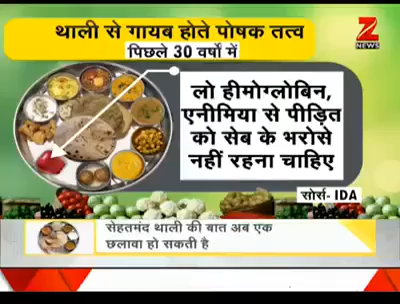 थाली से गायब होते पोषक तत्व
पिछले 30 वर्षो में
Z
NEWS
लो हीमोग्लोबिन,
एनीमिया से पीड़ित
को सेब के भरोसे
नहीं रहना चाहिए
सोर्स- IDA
सेहतमंद थाली की बात अब एक
छलावा हो सकती है